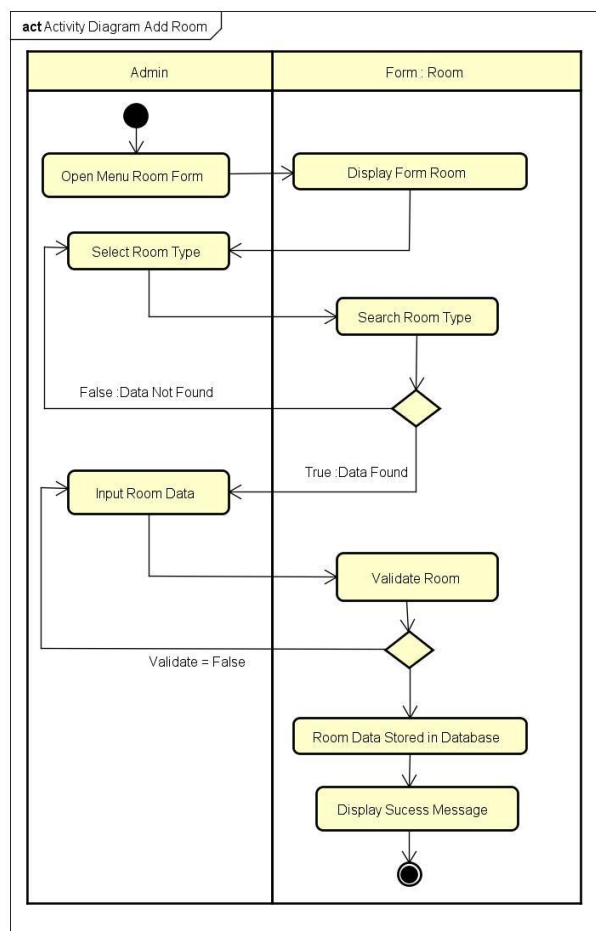 act Activity Diagram Add Room
Admin
Form : Room
Open Menu Room Form
Display Form Room
Select Room Type
Search Room Type
False :Data Not Found
True :Data Found
Input Room Data
Validate Room
Validate = False
Room Data Stored in Database
Display Sucess Message